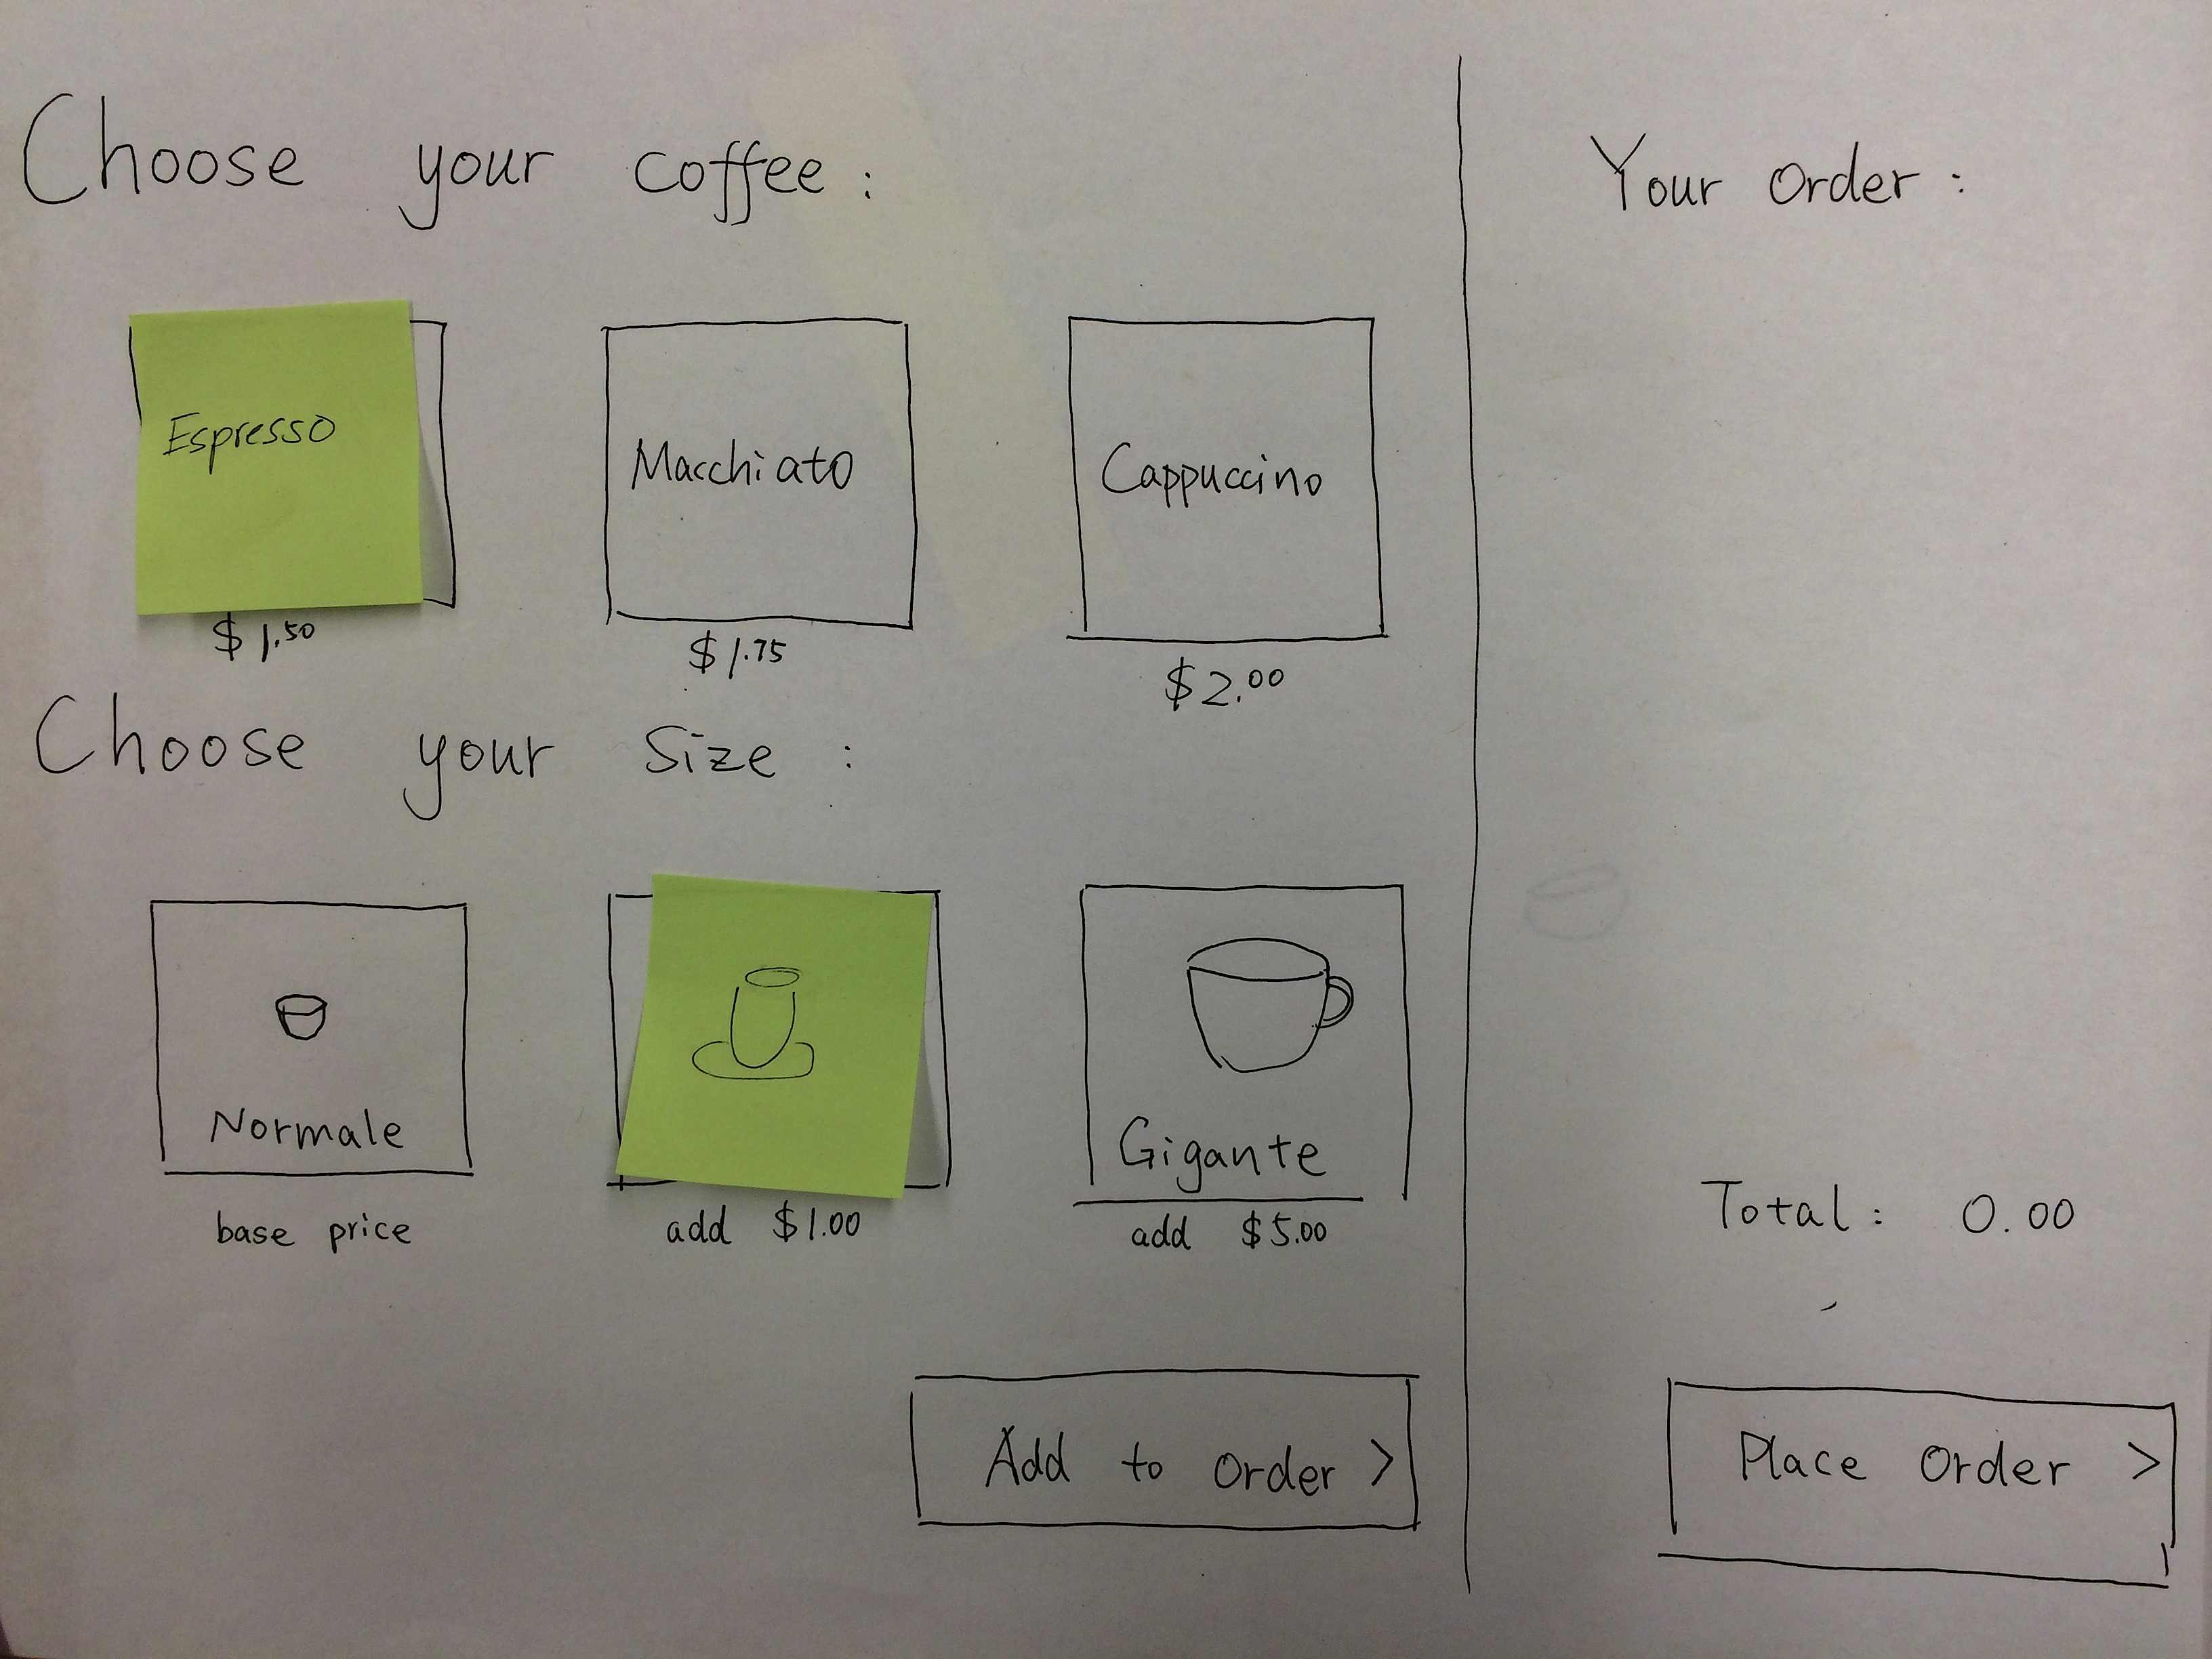 Choose your coffee :
Espresso
Macchiato
Cappuccino
$ 1.50
$ 1.75
$ 2.00
Choose your Size :
Normale
Gigante
base price
add $ 1.00
add $ 5.00
Add to order >
Your order :
Total : 0.00
Place order >